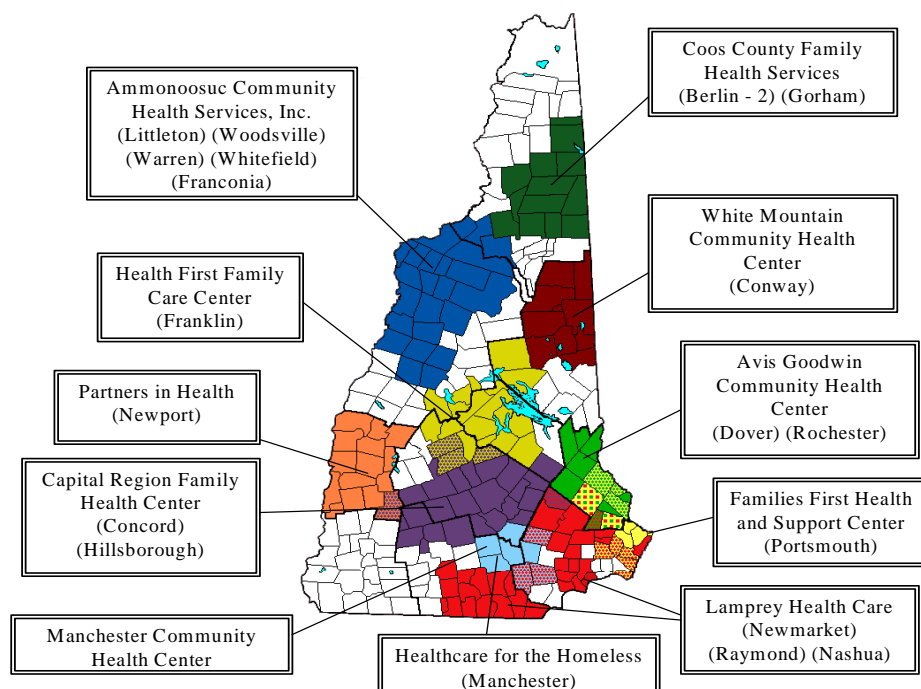 Coos County Family
Health Services
(Berlin - 2) (Gorham)
Ammonoosuc Community
Health Services, Inc.
(Littleton) (Woodsville)
(Warren) (Whitefield)
(Franconia)
White Mountain
Community Health
Center
(Conway)
Health First Family
Care Center
(Franklin)
Avis Goodwin
Community Health
Center
(Dover) (Rochester)
Partners in Health
(Newport)
Capital Region Family
Health Center
(Concord)
(Hillsborough)
Families First Health
and Support Center
(Portsmouth)
Lamprey Health Care
(Newmarket)
(Raymond) (Nashua)
Manchester Community
Health Center
Healthcare for the Homeless
(Manchester)